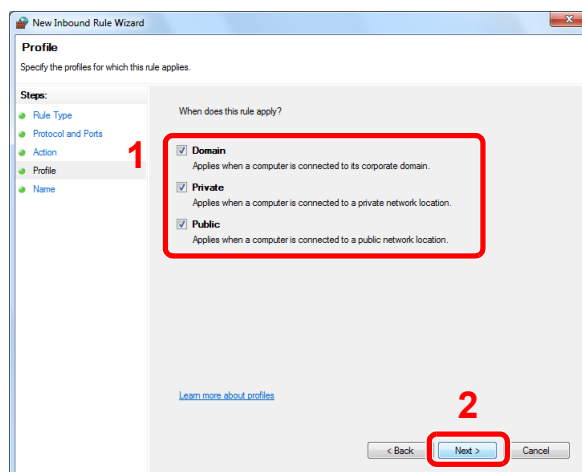 New Inbound Rule Wizard
Profile
Specify the profiles for which this rule applies.
Steps:
Rule Type
Protocol and Ports
Action
Profile
Name
When does this rule apply?
1
Domain
Applies when a computer is connected to its corporate domain.
Private
Applies when a computer is connected to a private network location.
Public
Applies when a computer is connected to a public network location.
Learn more about profiles
2
< Back
Next >
Cancel